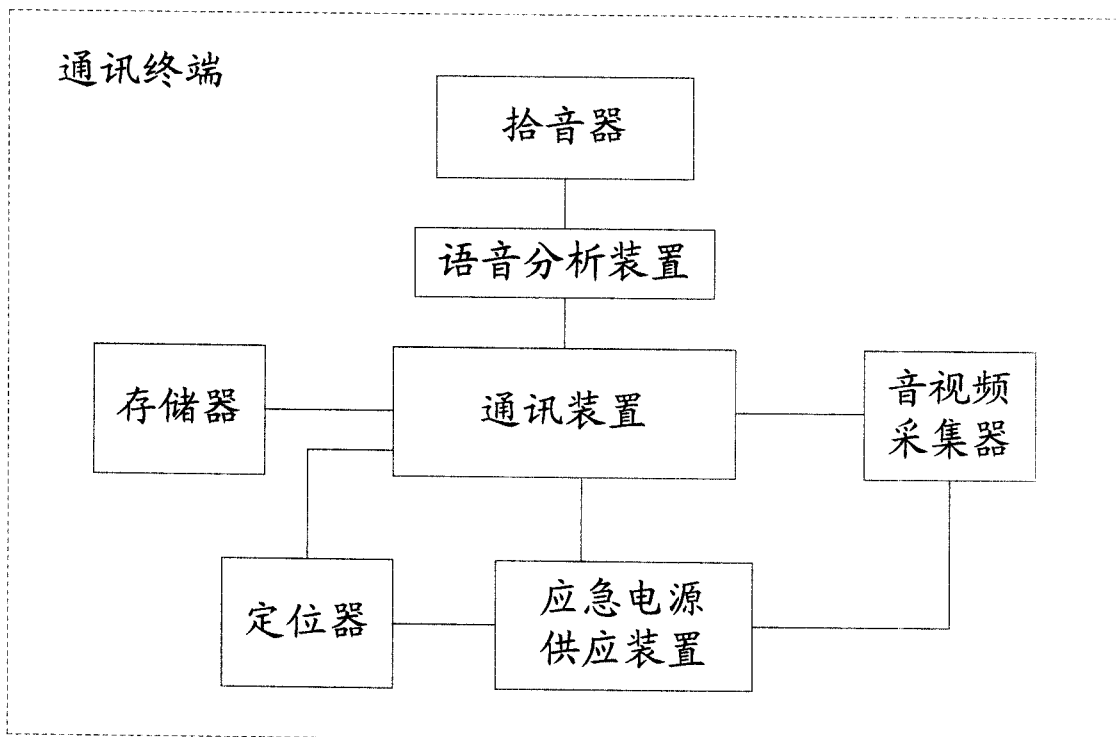 通讯终端
拾音器
语音分析装置
存储器
通讯装置
音视频
采集器
定位器
应急电源
供应装置